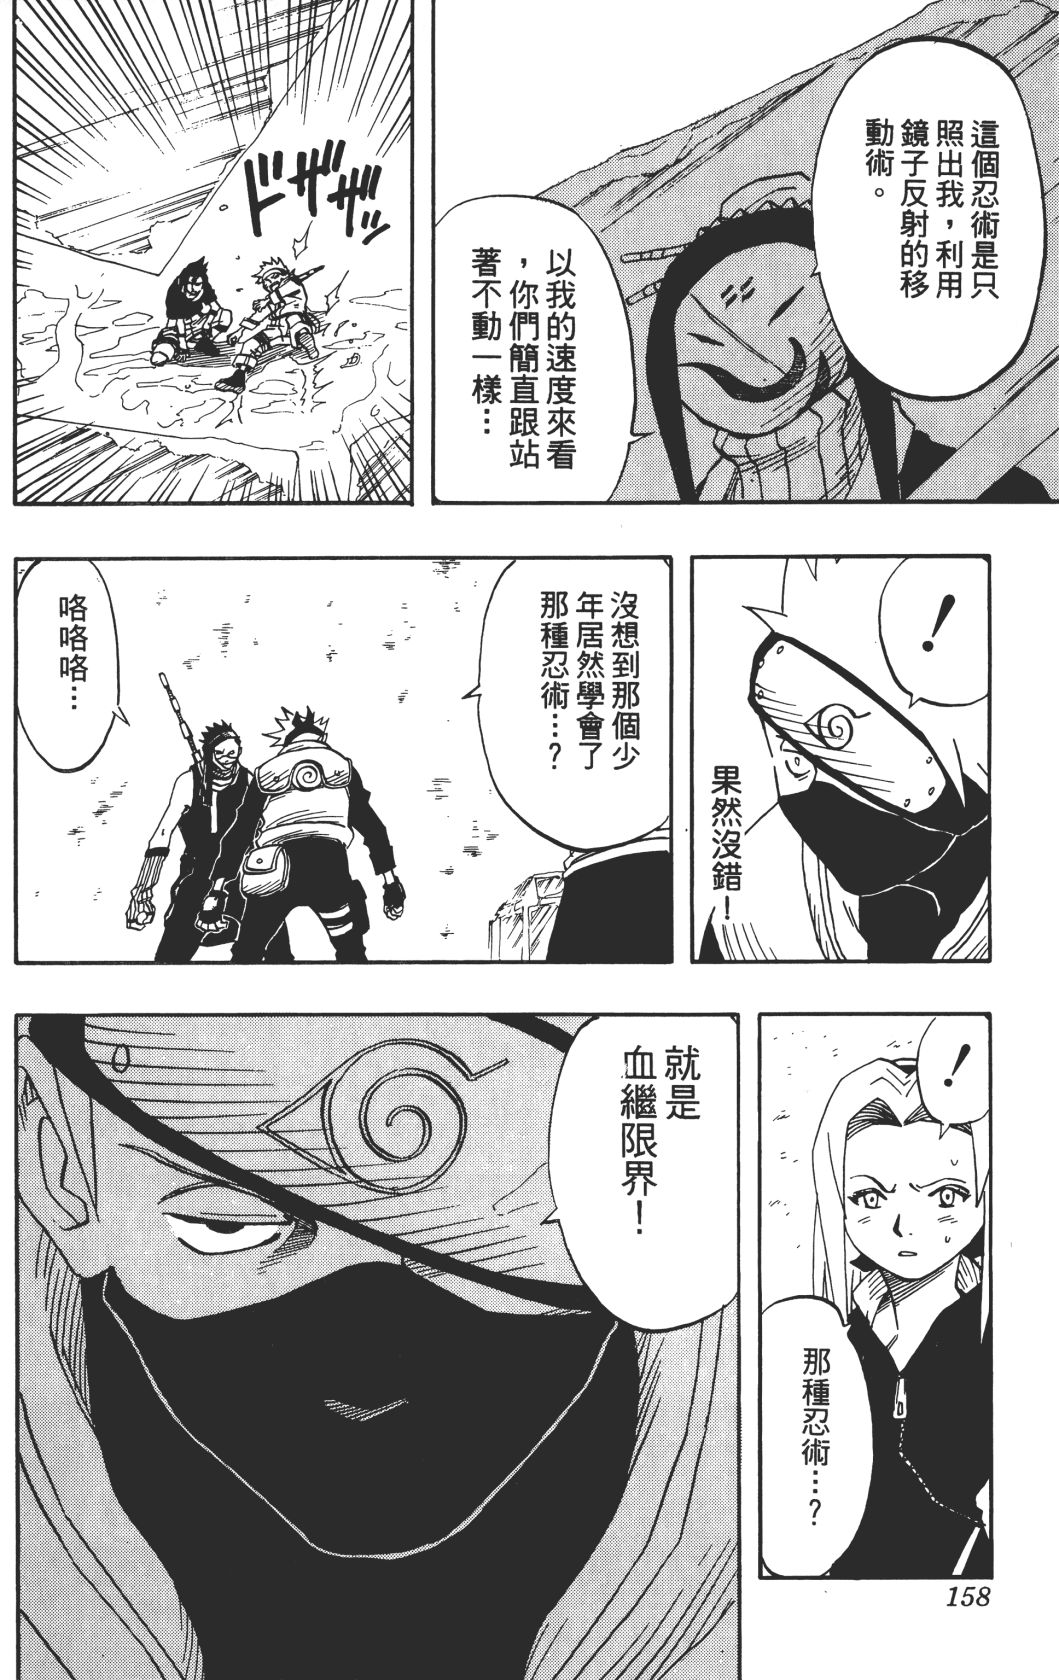 這個忍術是只
照出我，利用
鏡子反射的移
動術。
以我的速度來看
，你們簡直跟站
著不動一樣…
ドザザザッ
！
果然沒錯！
沒想到那個少
年居然學會了
那種忍術…？
咯咯咯…
！
那種忍術…？
就是
血繼限界！
158